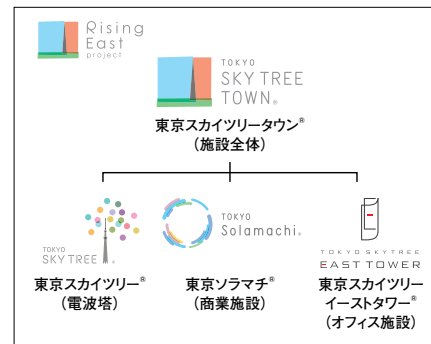 Rising
East
project
TOKYO
SKY TREE
TOWN®
東京スカイツリータウン®
(施設全体)
TOKYO
SKY TREE®
東京スカイツリー®
(電波塔)
TOKYO
Solamachi®
東京ソラマチ®
(商業施設)
TOKYO SKYTREE
EAST TOWER
東京スカイツリー
イーストタワー®
(オフィス施設)